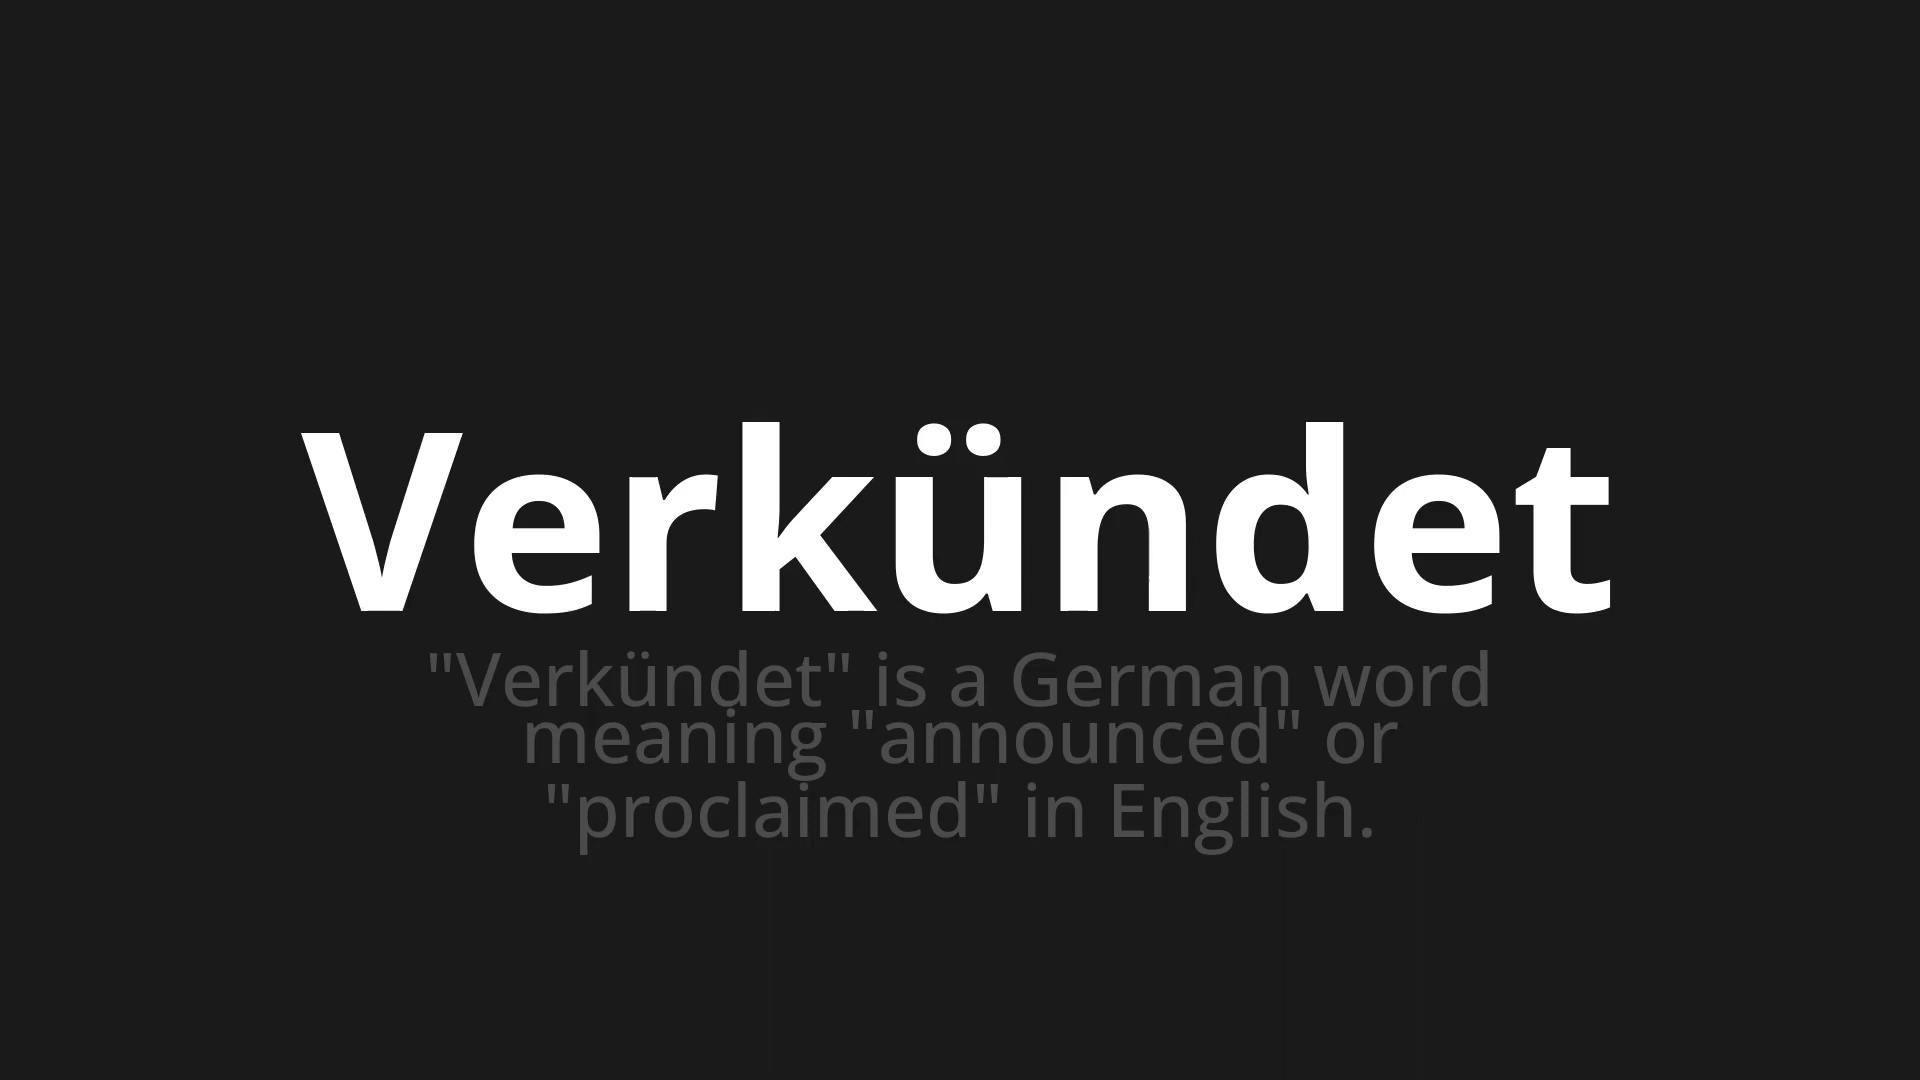 Verkündet
"Verkündet" is a German word
meaning "announced" or
"proclaimed" in English.